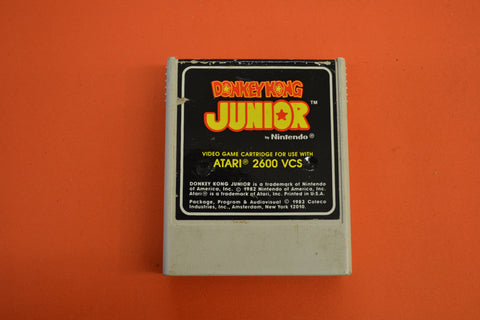 DONKEY KONG
JUNIOR™
by Nintendo®
VIDEO GAME CARTRIDGE FOR USE WITH
ATARI® 2600 VCS
DONKEY KONG JUNIOR is a trademark of Nintendo
of America, Inc. © 1982 Nintendo of America, Inc.
Atari® is a trademark of Atari, Inc. Printed in U.S.A.
Package, Program & Audiovisual © 1983 Coleco
Industries, Inc., Amsterdam, New York 12010.